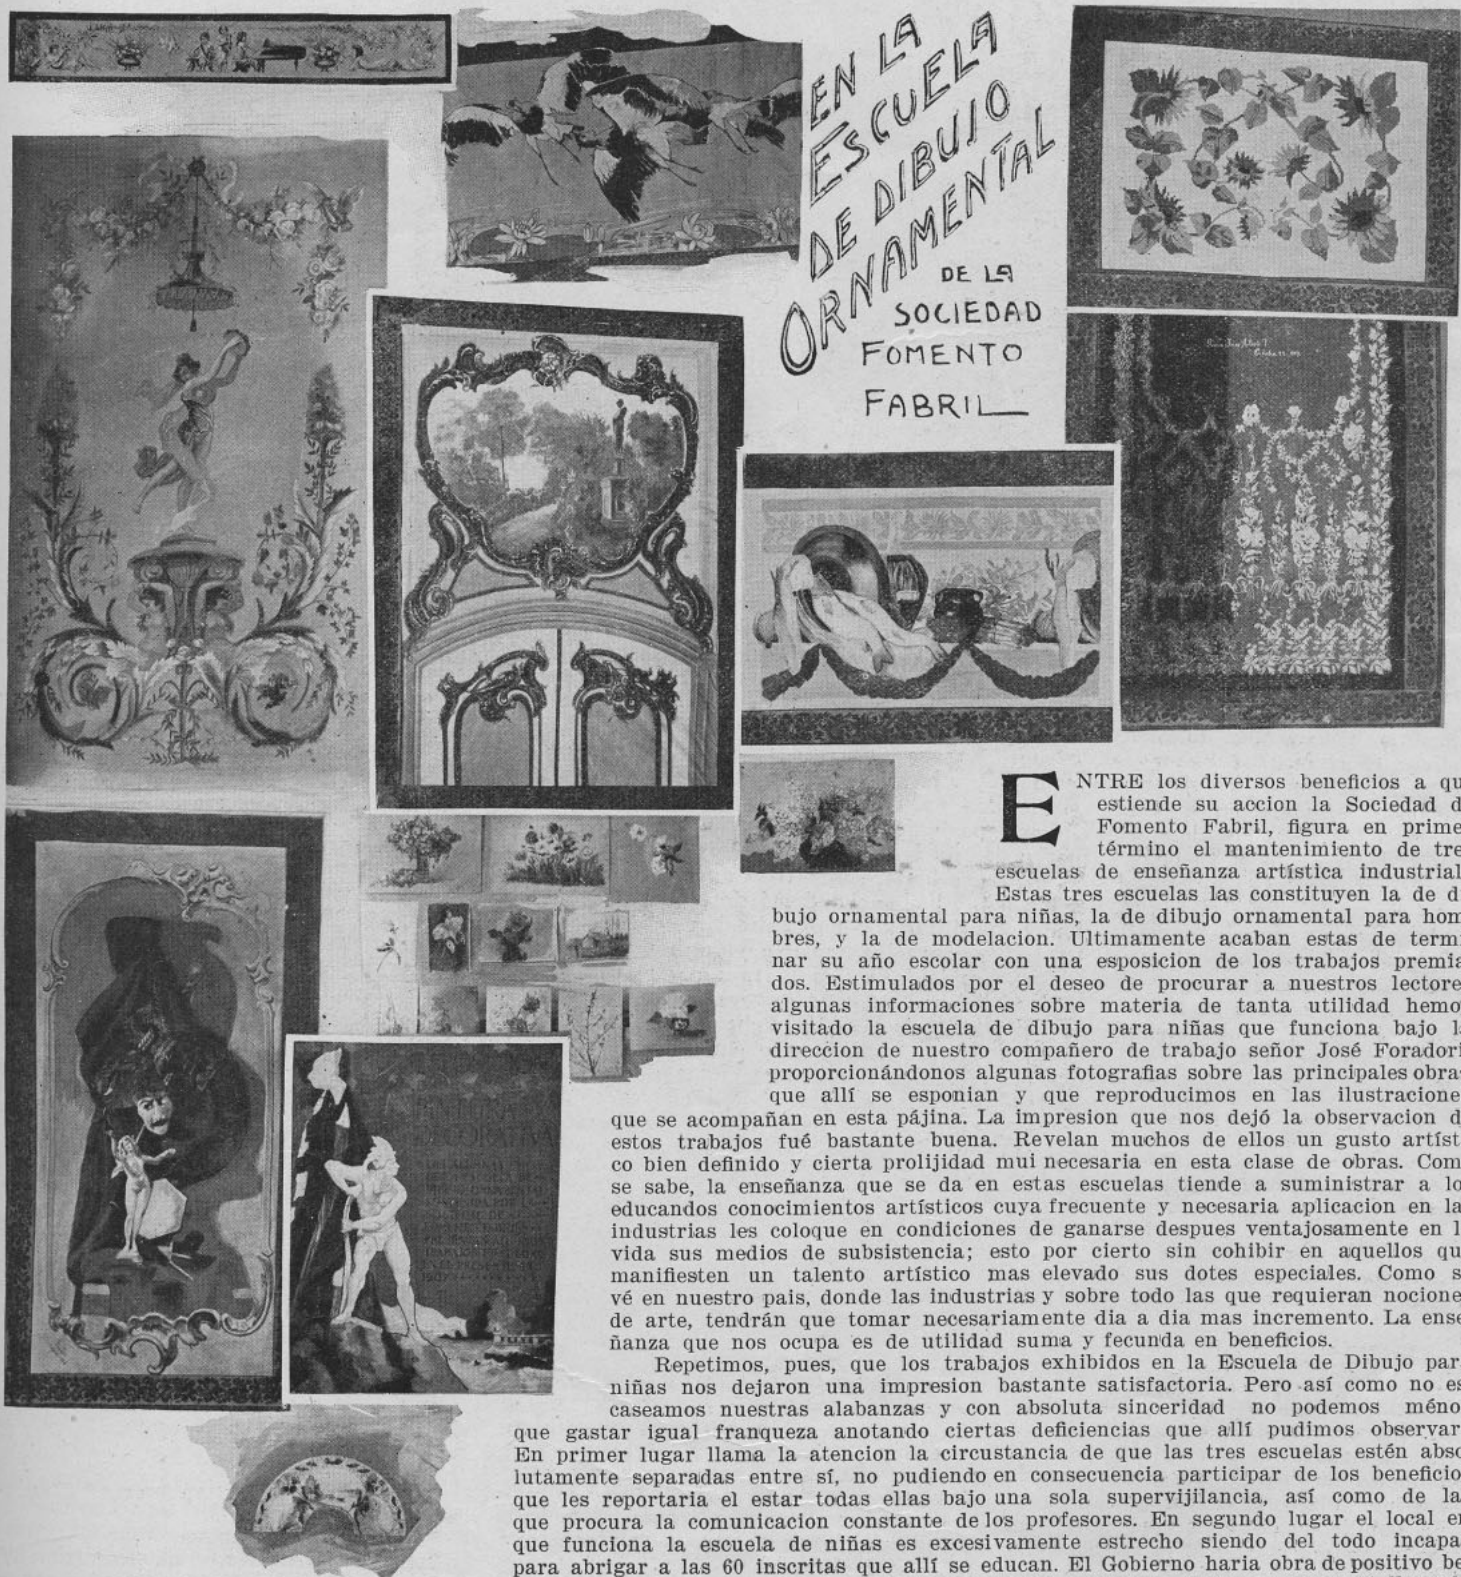 EN LA
ESCUELA
DE DIBUJO
ORNAMENTAL
DE LA
SOCIEDAD
FOMENTO
FABRIL
ENTRE los diversos beneficios a qu
estiende su accion la Sociedad d
Fomento Fabril, figura en prime
término el mantenimiento de tre
escuelas de enseñanza artística industrial
Estas tres escuelas las constituyen la de d
bujo ornamental para niñas, la de dibujo ornamental para hom
bres, y la de modelacion. Ultimamente acaban estas de termi
nar su año escolar con una esposicion de los trabajos premia
dos. Estimulados por el deseo de procurar a nuestros lectore
algunas informaciones sobre materia de tanta utilidad hemo
visitado la escuela de dibujo para niñas que funciona bajo l
direccion de nuestro compañero de trabajo señor José Foradori
proporcionándonos algunas fotografias sobre las principales obra
que allí se esponian y que reproducimos en las ilustracione
que se acompañan en esta pájina. La impresion que nos dejó la observacion d
estos trabajos fué bastante buena. Revelan muchos de ellos un gusto artíst
co bien definido y cierta prolijidad mui necesaria en esta clase de obras. Com
se sabe, la enseñanza que se da en estas escuelas tiende a suministrar a lo
educandos conocimientos artísticos cuya frecuente y necesaria aplicacion en la
industrias les coloque en condiciones de ganarse despues ventajosamente en l
vida sus medios de subsistencia; esto por cierto sin cohibir en aquellos qu
manifiesten un talento artístico mas elevado sus dotes especiales. Como s
vé en nuestro pais, donde las industrias y sobre todo las que requieran nocione
de arte, tendrán que tomar necesariamente dia a dia mas incremento. La ense
ñanza que nos ocupa es de utilidad suma y fecunda en beneficios.
Repetimos, pues, que los trabajos exhibidos en la Escuela de Dibujo par
niñas nos dejaron una impresion bastante satisfactoria. Pero así como no es
caseamos nuestras alabanzas y con absoluta sinceridad no podemos méno
que gastar igual franqueza anotando ciertas deficiencias que allí pudimos observar
En primer lugar llama la atencion la circustancia de que las tres escuelas estén abso
lutamente separadas entre sí, no pudiendo en consecuencia participar de los beneficio
que les reportaria el estar todas ellas bajo una sola supervijilancia, así como de la
que procura la comunicacion constante de los profesores. En segundo lugar el local en
que funciona la escuela de niñas es excesivamente estrecho siendo del todo incapa
para abrigar a las 60 inscritas que allí se educan. El Gobierno haria obra de positivo be